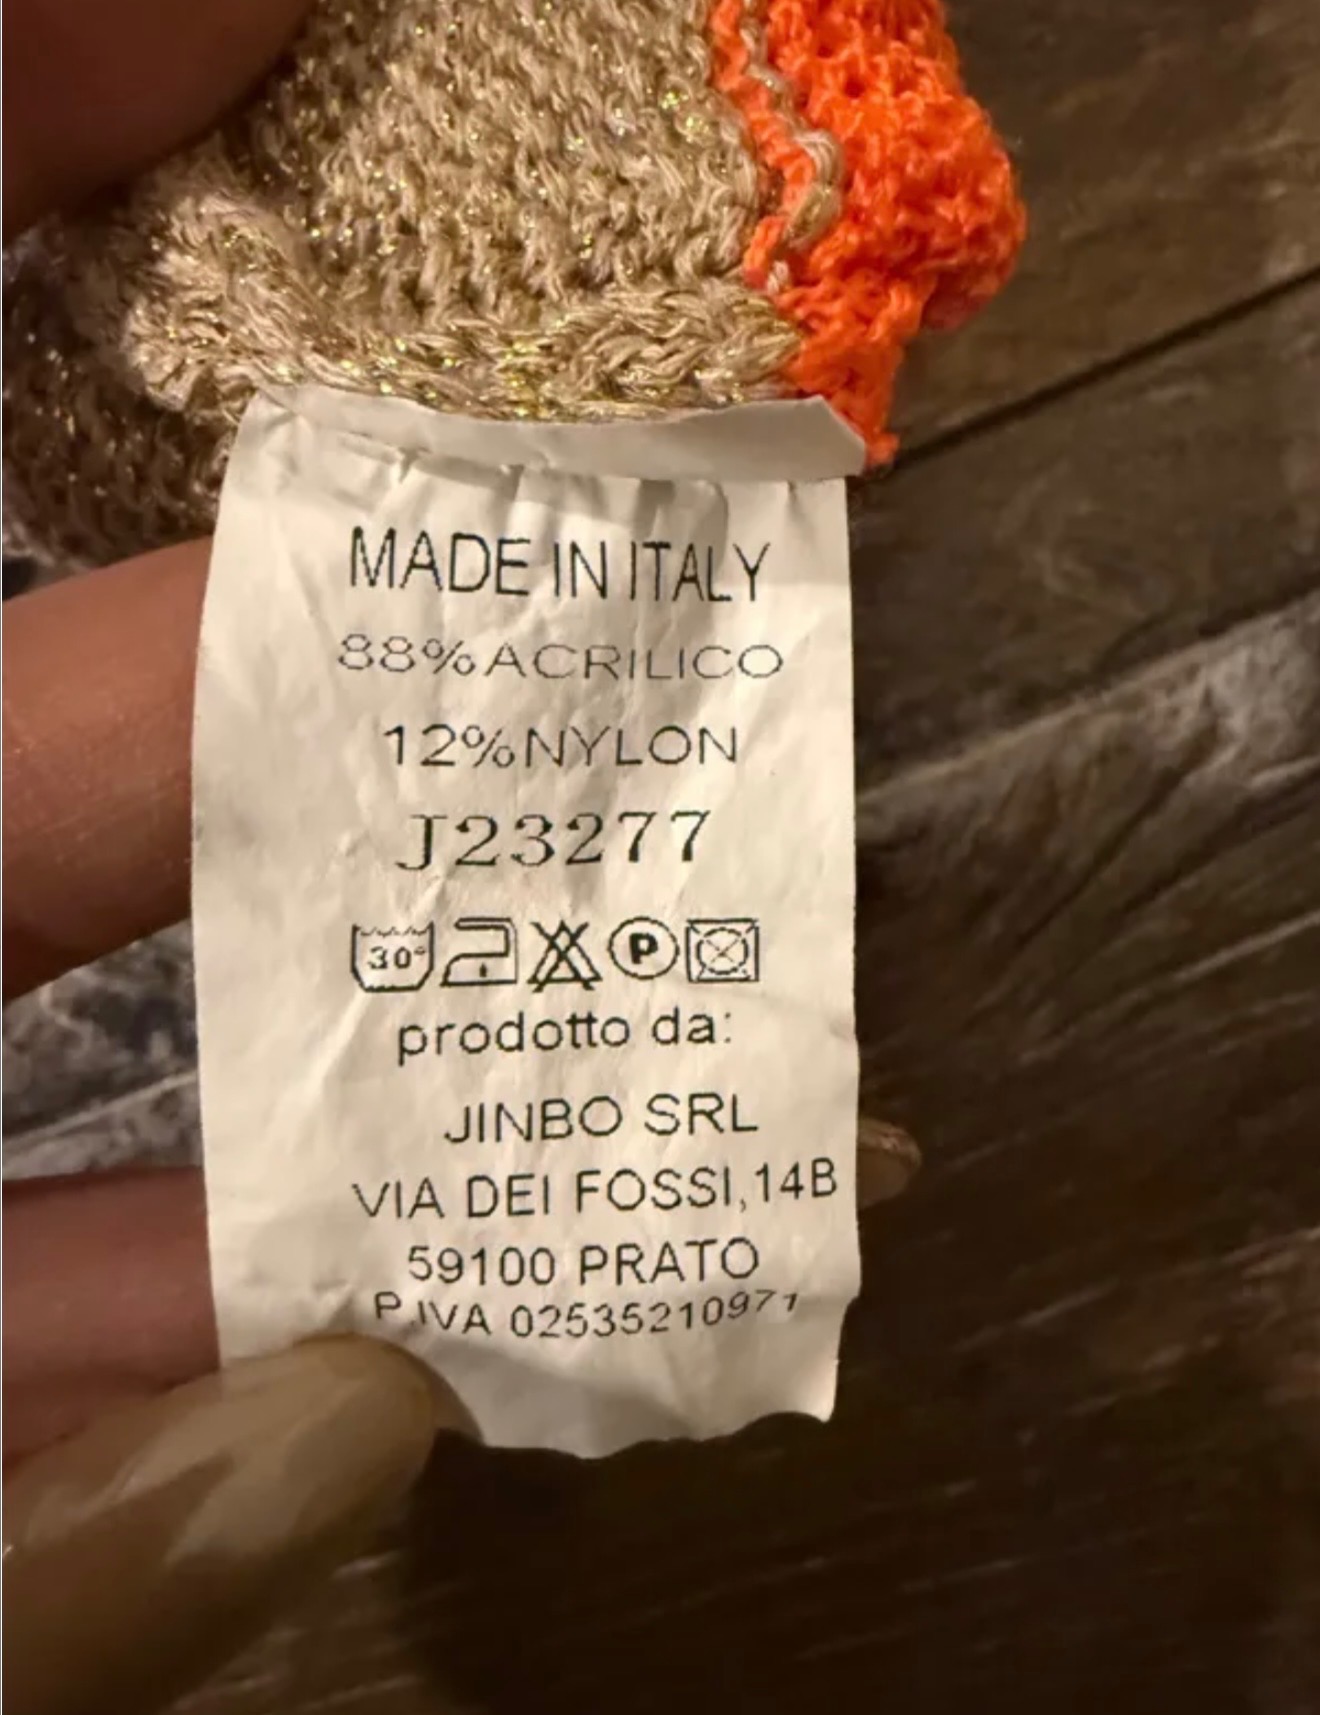 MADE IN ITALY
88%ACRILICO
12%NYLON
J23277
30° P
prodotto da:
JINBO SRL
VIA DEI FOSSI,14B
59100 PRATO
P.IVA 02535210971